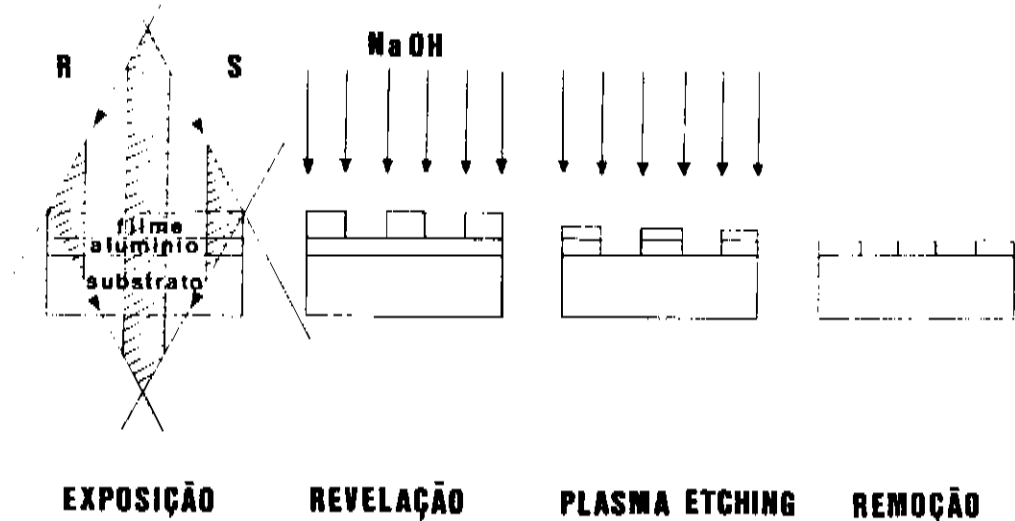 R
S
NaOH
filme
alumínio
substrato
EXPOSIÇÃO
REVELAÇÃO
PLASMA ETCHING
REMOÇÃO